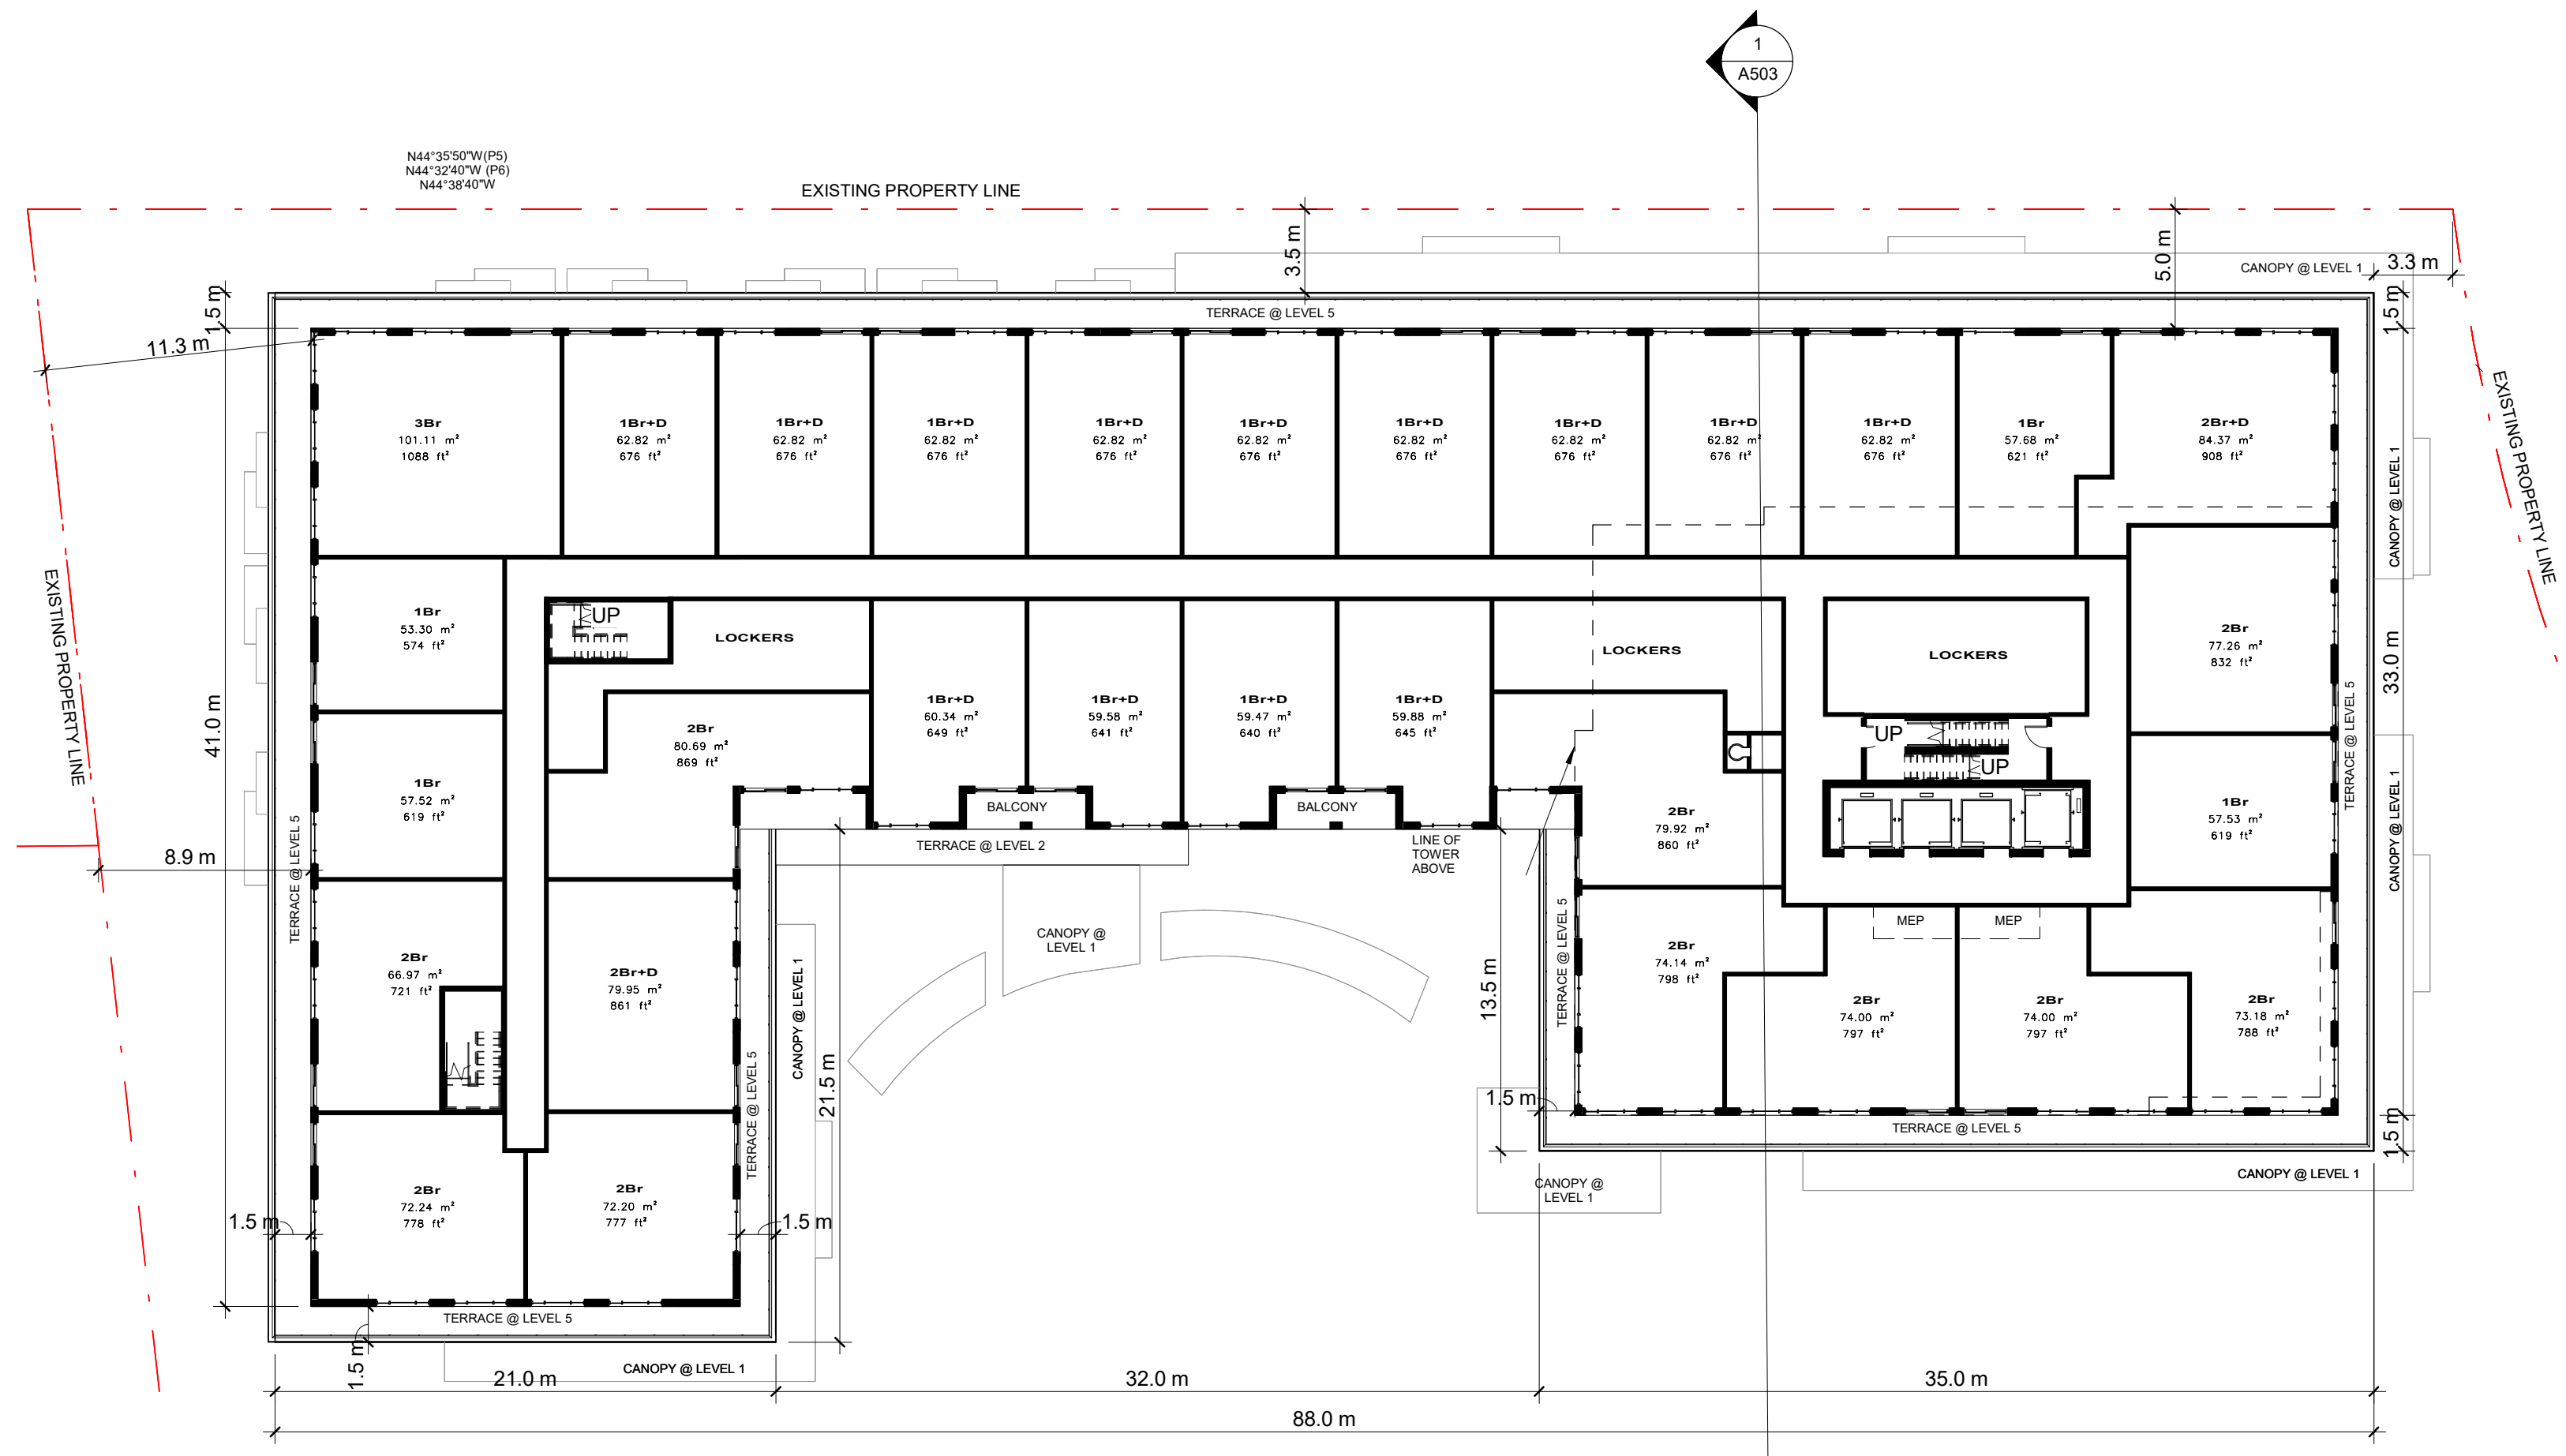 1
A503
N44°35'50"W(P5)
N44°32'40"W (P6)
N44°38'40"W
EXISTING PROPERTY LINE
3.5 m
5.0 m
CANOPY @ LEVEL 1
3.3 m
1.5 m
1.5 m
TERRACE @ LEVEL 5
11.3 m
EXISTING PROPERTY LINE
3Br
101.11 m²
1088 ft²
1Br+D
62.82 m²
676 ft²
1Br+D
62.82 m²
676 ft²
1Br+D
62.82 m²
676 ft²
1Br+D
62.82 m²
676 ft²
1Br+D
62.82 m²
676 ft²
1Br+D
62.82 m²
676 ft²
1Br+D
62.82 m²
676 ft²
1Br+D
62.82 m²
676 ft²
1Br+D
62.82 m²
676 ft²
1Br
57.68 m²
621 ft²
2Br+D
84.37 m²
908 ft²
CANOPY @ LEVEL 1
EXISTING PROPERTY LINE
1Br
53.30 m²
574 ft²
UP
LOCKERS
LOCKERS
LOCKERS
2Br
77.26 m²
832 ft²
33.0 m
41.0 m
2Br
80.69 m²
869 ft²
1Br+D
60.34 m²
649 ft²
1Br+D
59.58 m²
641 ft²
1Br+D
59.47 m²
640 ft²
1Br+D
59.88 m²
645 ft²
UP
UP
TERRACE @ LEVEL 5
1Br
57.52 m²
619 ft²
BALCONY
BALCONY
2Br
79.92 m²
860 ft²
1Br
57.53 m²
619 ft²
CANOPY @ LEVEL 1
8.9 m
TERRACE @ LEVEL 5
TERRACE @ LEVEL 2
LINE OF
TOWER
ABOVE
2Br
66.97 m²
721 ft²
2Br+D
79.95 m²
861 ft²
CANOPY @ LEVEL 1
CANOPY @
LEVEL 1
13.5 m
TERRACE @ LEVEL 5
2Br
74.14 m²
798 ft²
MEP
MEP
2Br
74.00 m²
797 ft²
2Br
74.00 m²
797 ft²
2Br
73.18 m²
788 ft²
TERRACE @ LEVEL 5
21.5 m
1.5 m
TERRACE @ LEVEL 5
1.5 m
2Br
72.24 m²
778 ft²
2Br
72.20 m²
777 ft²
1.5 m
1.5 m
CANOPY @
LEVEL 1
CANOPY @ LEVEL 1
TERRACE @ LEVEL 5
1.5 m
CANOPY @ LEVEL 1
21.0 m
32.0 m
35.0 m
88.0 m